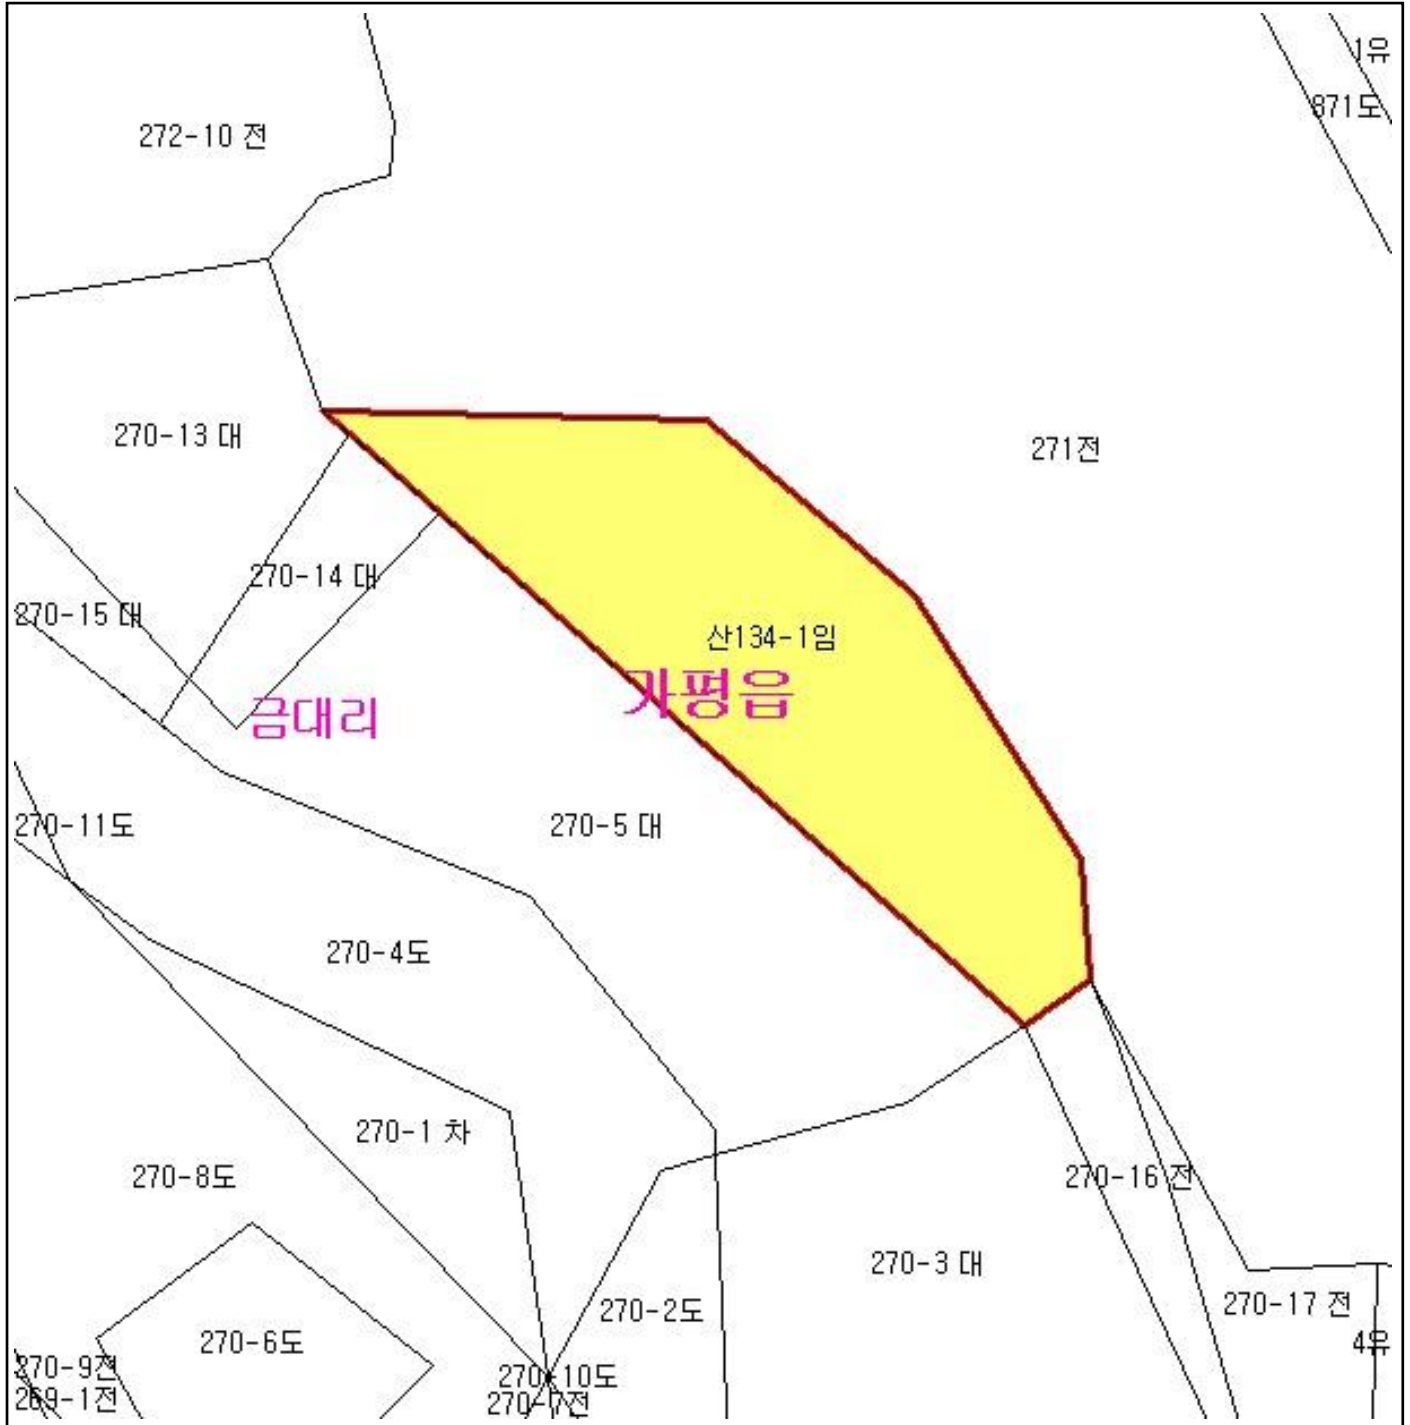 1유
871도
272-10 전
270-13 대
271전
270-14 대
270-15 대
산134-1임
가평읍
금대리
270-11도
270-5 대
270-4도
270-1 차
270-8도
270-16 전
270-3 대
270-2도
270-17 전
270-6도
4유
270-9전
270-10도
269-1전
270-7전